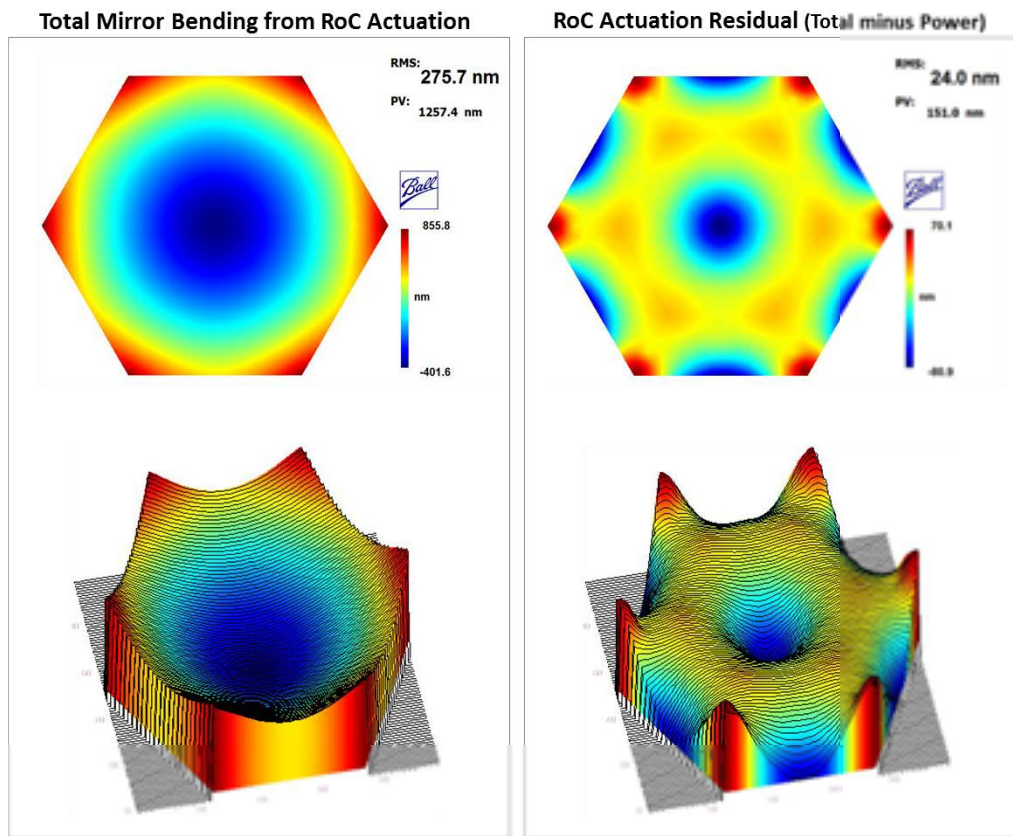 Total Mirror Bending from RoC Actuation
RMS:
275.7 nm
PV:
1257.4 nm
Ball
855.8
nm
-401.6
RoC Actuation Residual (Total minus Power)
RMS:
24.0 nm
PV:
151.0 nm
Ball
70.1
nm
-80.9